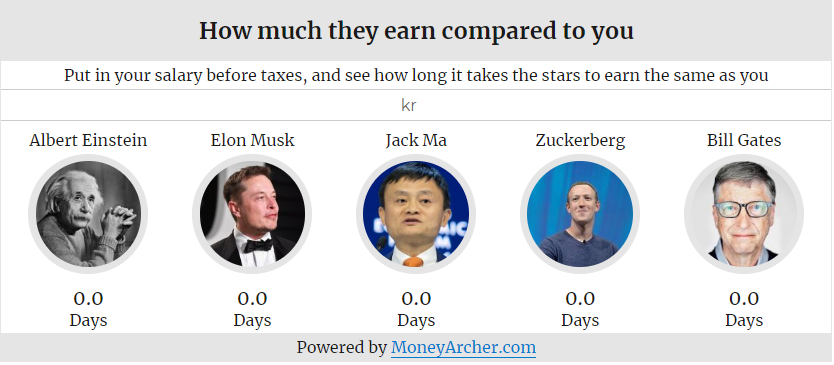 How much they earn compared to you
Put in your salary before taxes, and see how long it takes the stars to earn the same as you
kr
Albert Einstein Elon Musk Jack Ma Zuckerberg Bill Gates
0.0 0.0 0.0 0.0 0.0
Days Days Days Days Days
Powered by MoneyArcher.com